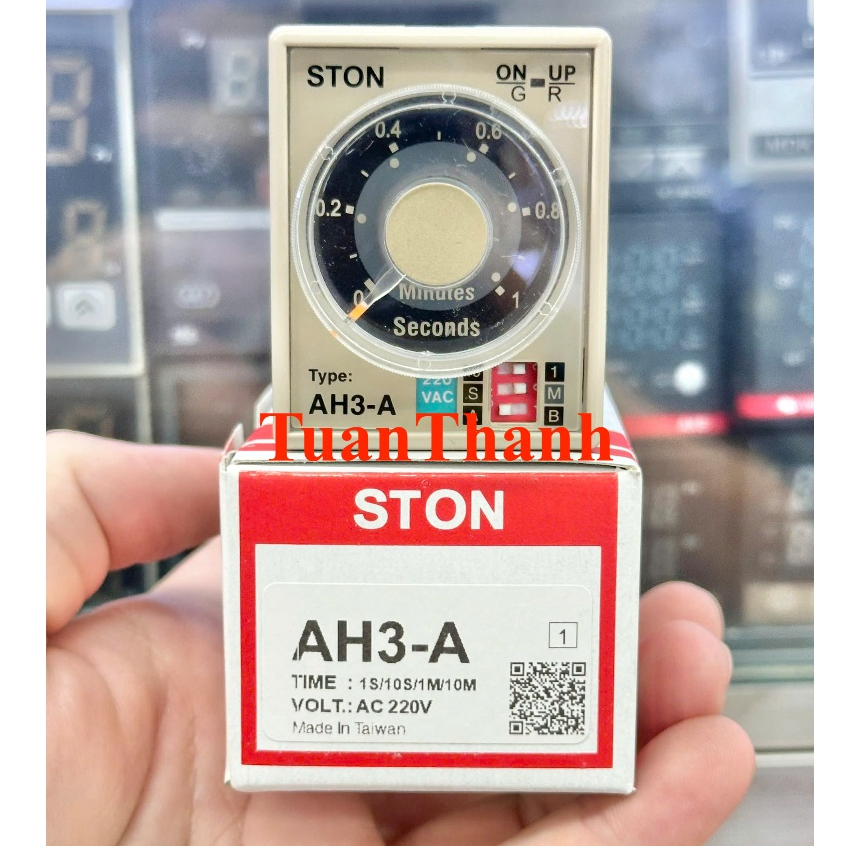 STON
ON UP
G R
0.4 0.6
0.2 0.8
0 Minutes 1
Seconds
Type:
AH3-A
220
VAC
1
S M
A B
TuanThanh
STON
AH3-A
1
TIME : 1S/10S/1M/10M
VOLT.: AC 220V
Made In Taiwan